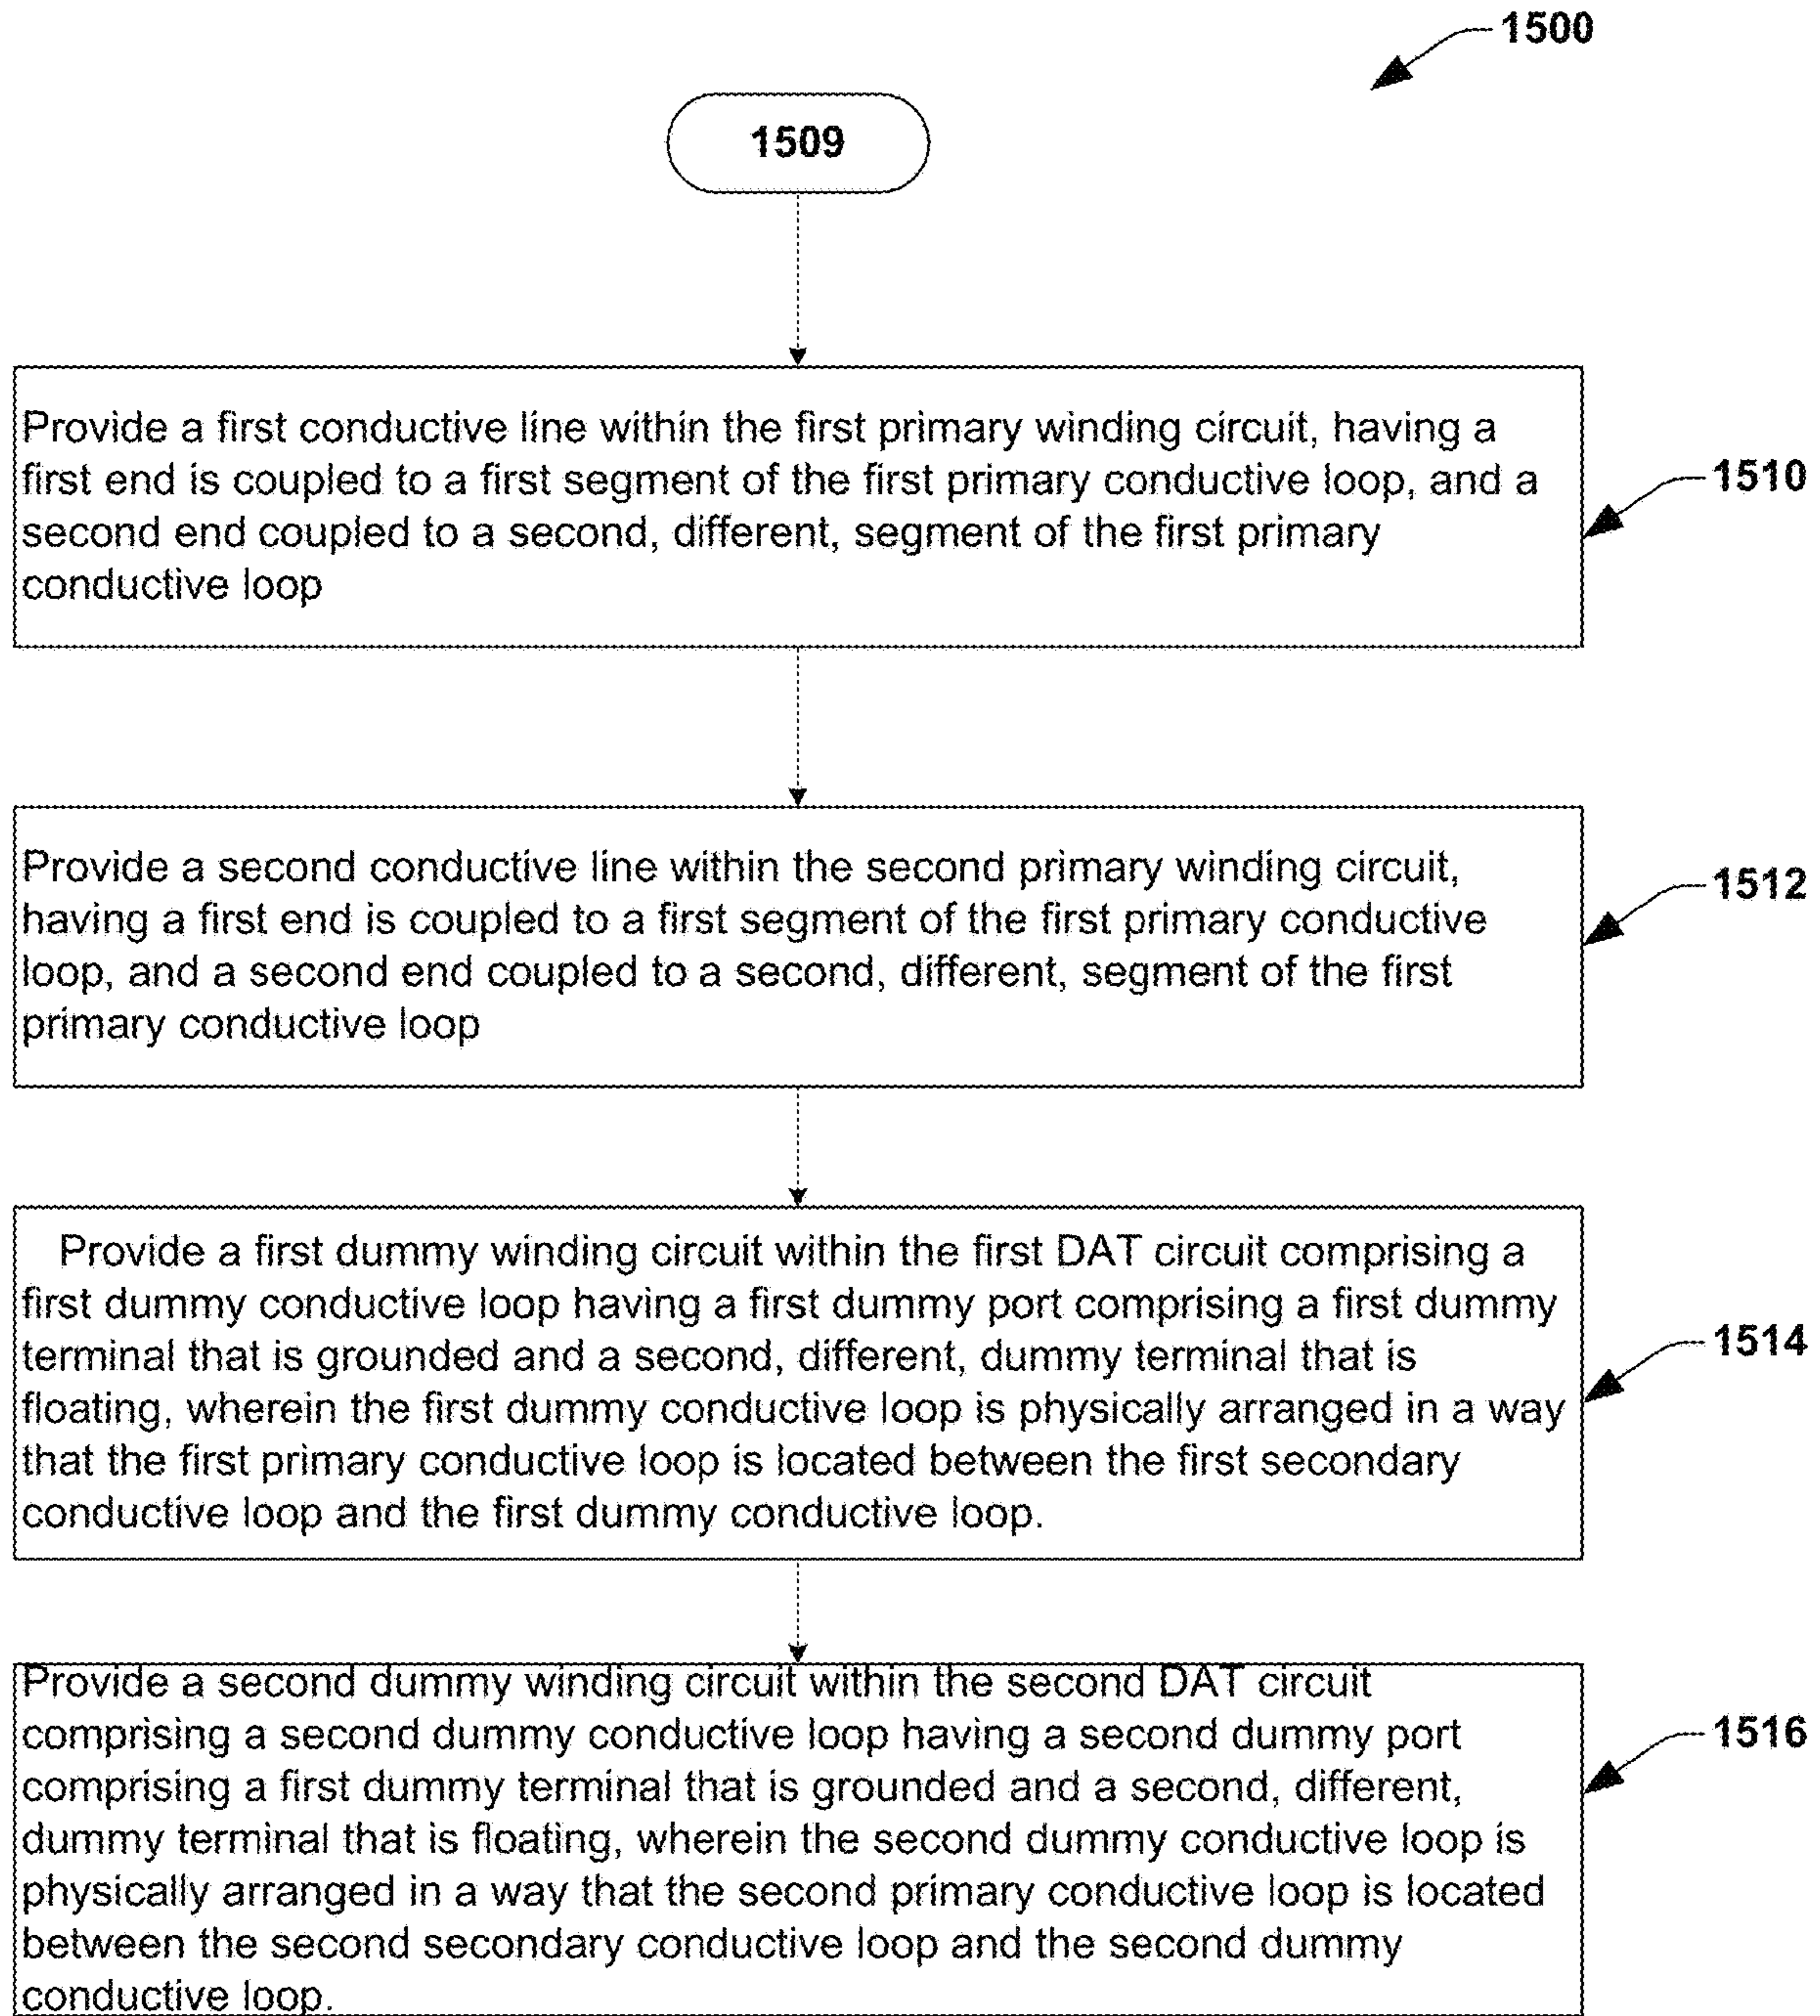 1500
1509
Provide a first conductive line within the first primary winding circuit, having a
first end is coupled to a first segment of the first primary conductive loop, and a
second end coupled to a second, different, segment of the first primary
conductive loop
1510
Provide a second conductive line within the second primary winding circuit,
having a first end is coupled to a first segment of the first primary conductive
loop, and a second end coupled to a second, different, segment of the first
primary conductive loop
1512
Provide a first dummy winding circuit within the first DAT circuit comprising a
first dummy conductive loop having a first dummy port comprising a first dummy
terminal that is grounded and a second, different, dummy terminal that is
floating, wherein the first dummy conductive loop is physically arranged in a way
that the first primary conductive loop is located between the first secondary
conductive loop and the first dummy conductive loop.
1514
Provide a second dummy winding circuit within the second DAT circuit
comprising a second dummy conductive loop having a second dummy port
comprising a first dummy terminal that is grounded and a second, different,
dummy terminal that is floating, wherein the second dummy conductive loop is
physically arranged in a way that the second primary conductive loop is located
between the second secondary conductive loop and the second dummy
conductive loop.
1516